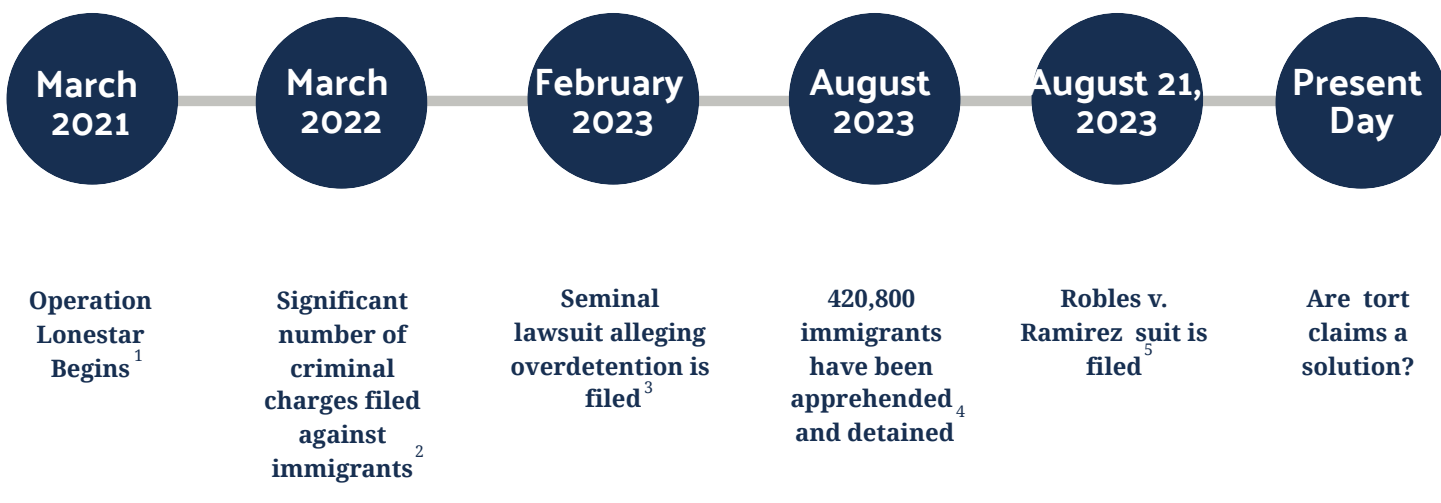 March
2021
March
2022
February
2023
August
2023
August 21,
2023
Present
Day
Operation
Lonestar
Begins 1
Significant
number of
criminal
charges filed
against
immigrants 2
Seminal
lawsuit alleging
overdetention is
filed 3
420,800
immigrants
have been
apprehended
and detained 4
Robles v.
Ramirez suit is
filed 5
Are tort
claims a
solution?